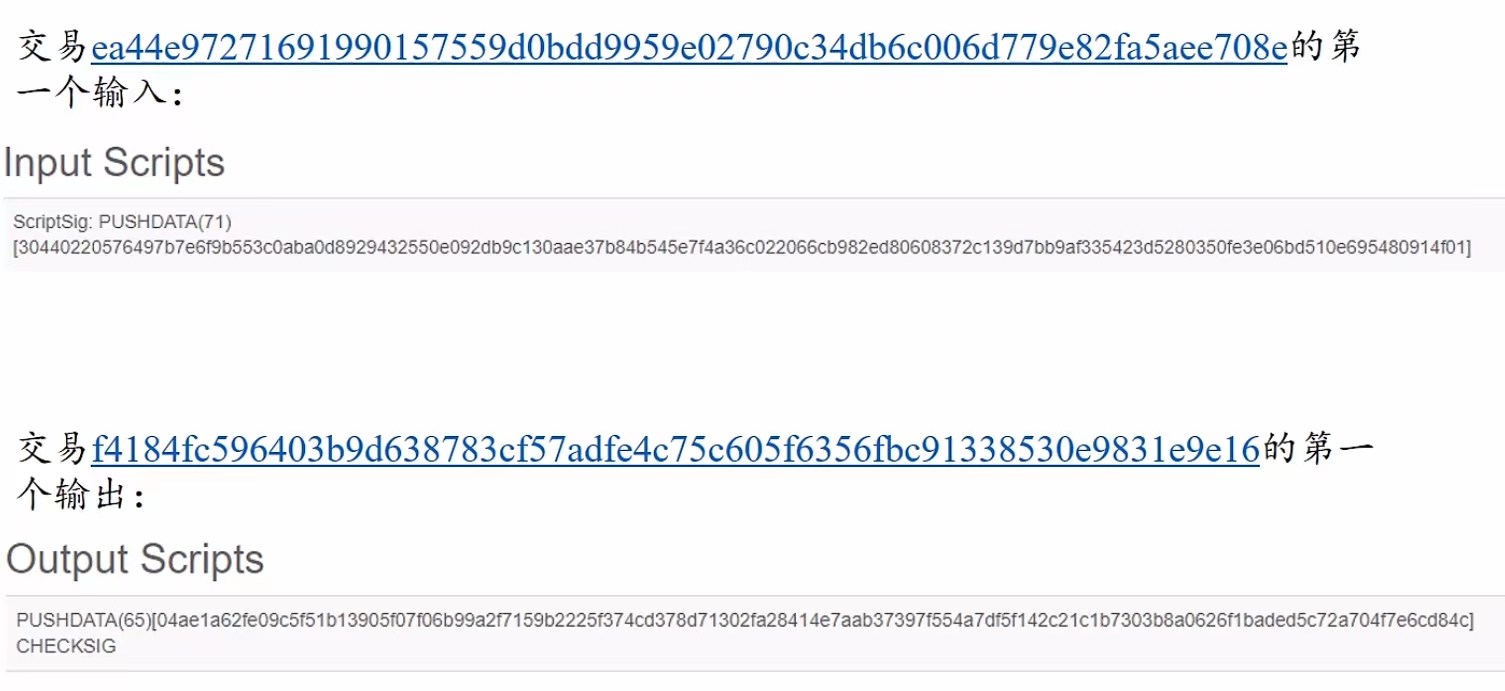 交易ea44e97271691990157559d0bdd9959e02790c34db6c006d779e82fa5aee708e的第
一个输入：
Input Scripts
ScriptSig: PUSHDATA(71)
[30440220576497b7e6f9b553c0aba0d8929432550e092db9c130aae37b84b545e7f4a36c022066cb982ed80608372c139d7bb9af335423d5280350fe3e06bd510e695480914f01]
交易f4184fc596403b9d638783cf57adfe4c75c605f6356fbc91338530e9831e9e16的第一
个输出：
Output Scripts
PUSHDATA(65)[04ae1a62fe09c5f51b13905f07f06b99a2f7159b2225f374cd378d71302fa28414e7aab37397f554a7df5f142c21c1b7303b8a0626f1baded5c72a704f7e6cd84c]
CHECKSIG